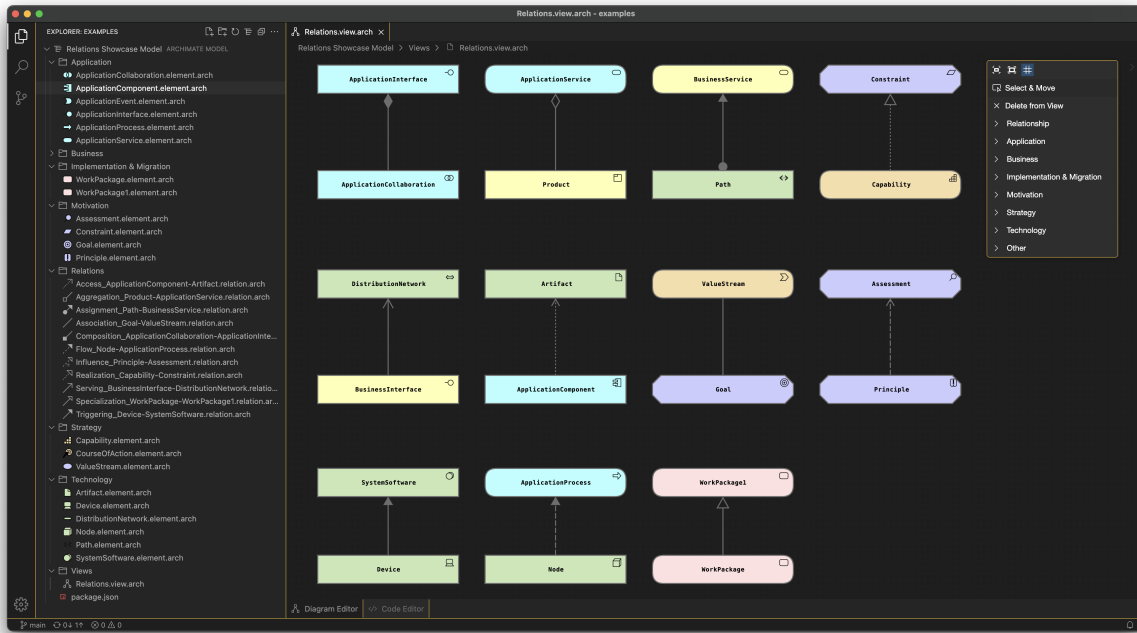 Relations.view.arch - examples
EXPLORER: EXAMPLES
Relations Showcase Model ARCHIMATE MODEL
Application
ApplicationCollaboration.element.arch
ApplicationComponent.element.arch
ApplicationEvent.element.arch
ApplicationInterface.element.arch
ApplicationProcess.element.arch
ApplicationService.element.arch
Business
Implementation & Migration
WorkPackage.element.arch
WorkPackage1.element.arch
Motivation
Assessment.element.arch
Constraint.element.arch
Goal.element.arch
Principle.element.arch
Relations
Access_ApplicationComponent-Artifact.relation.arch
Aggregation_Product-ApplicationService.relation.arch
Assignment_Path-BusinessService.relation.arch
Association_Goal-ValueStream.relation.arch
Composition_ApplicationCollaboration-ApplicationInte...
Flow_Node-ApplicationProcess.relation.arch
Influence_Principle-Assessment.relation.arch
Realization_Capability-Constraint.relation.arch
Serving_BusinessInterface-DistributionNetwork.relatio...
Specialization_WorkPackage-WorkPackage1.relation.ar...
Triggering_Device-SystemSoftware.relation.arch
Strategy
Capability.element.arch
CourseOfAction.element.arch
ValueStream.element.arch
Technology
Artifact.element.arch
Device.element.arch
DistributionNetwork.element.arch
Node.element.arch
Path.element.arch
SystemSoftware.element.arch
Views
Relations.view.arch
package.json
Relations.view.arch
Relations Showcase Model > Views > Relations.view.arch
ApplicationInterface ApplicationService BusinessService Constraint
ApplicationCollaboration Product Path Capability
DistributionNetwork Artifact ValueStream Assessment
BusinessInterface ApplicationComponent Goal Principle
SystemSoftware ApplicationProcess WorkPackage1
Device Node WorkPackage
Select & Move
Delete from View
Relationship
Application
Business
Implementation & Migration
Motivation
Strategy
Technology
Other
Diagram Editor Code Editor
main 0↓ 1↑ 0 0